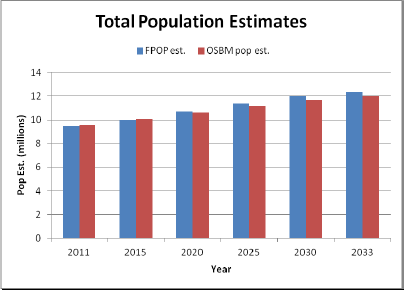 Total Population Estimates
FPOP est. OSBM pop est.
14
12
10
8
6
4
2
0
Pop Est. (millions)
2011 2015 2020 2025 2030 2033
Year